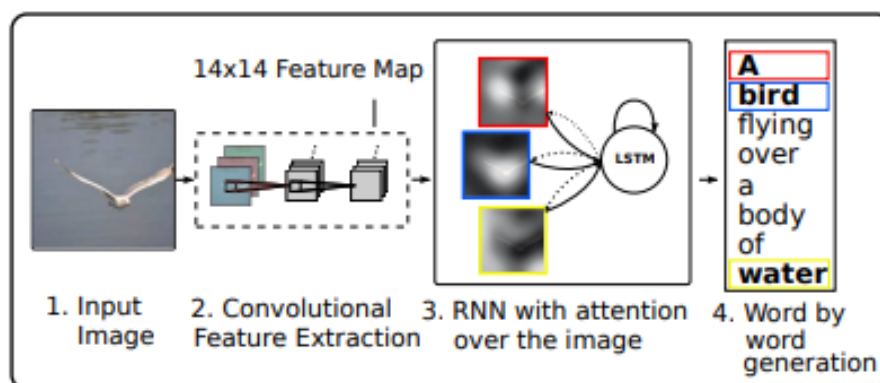 14x14 Feature Map
LSTM
A
bird
flying
over
a
body
of
water
1. Input
Image
2. Convolutional
Feature Extraction
3. RNN with attention
over the image
4. Word by
word
generation